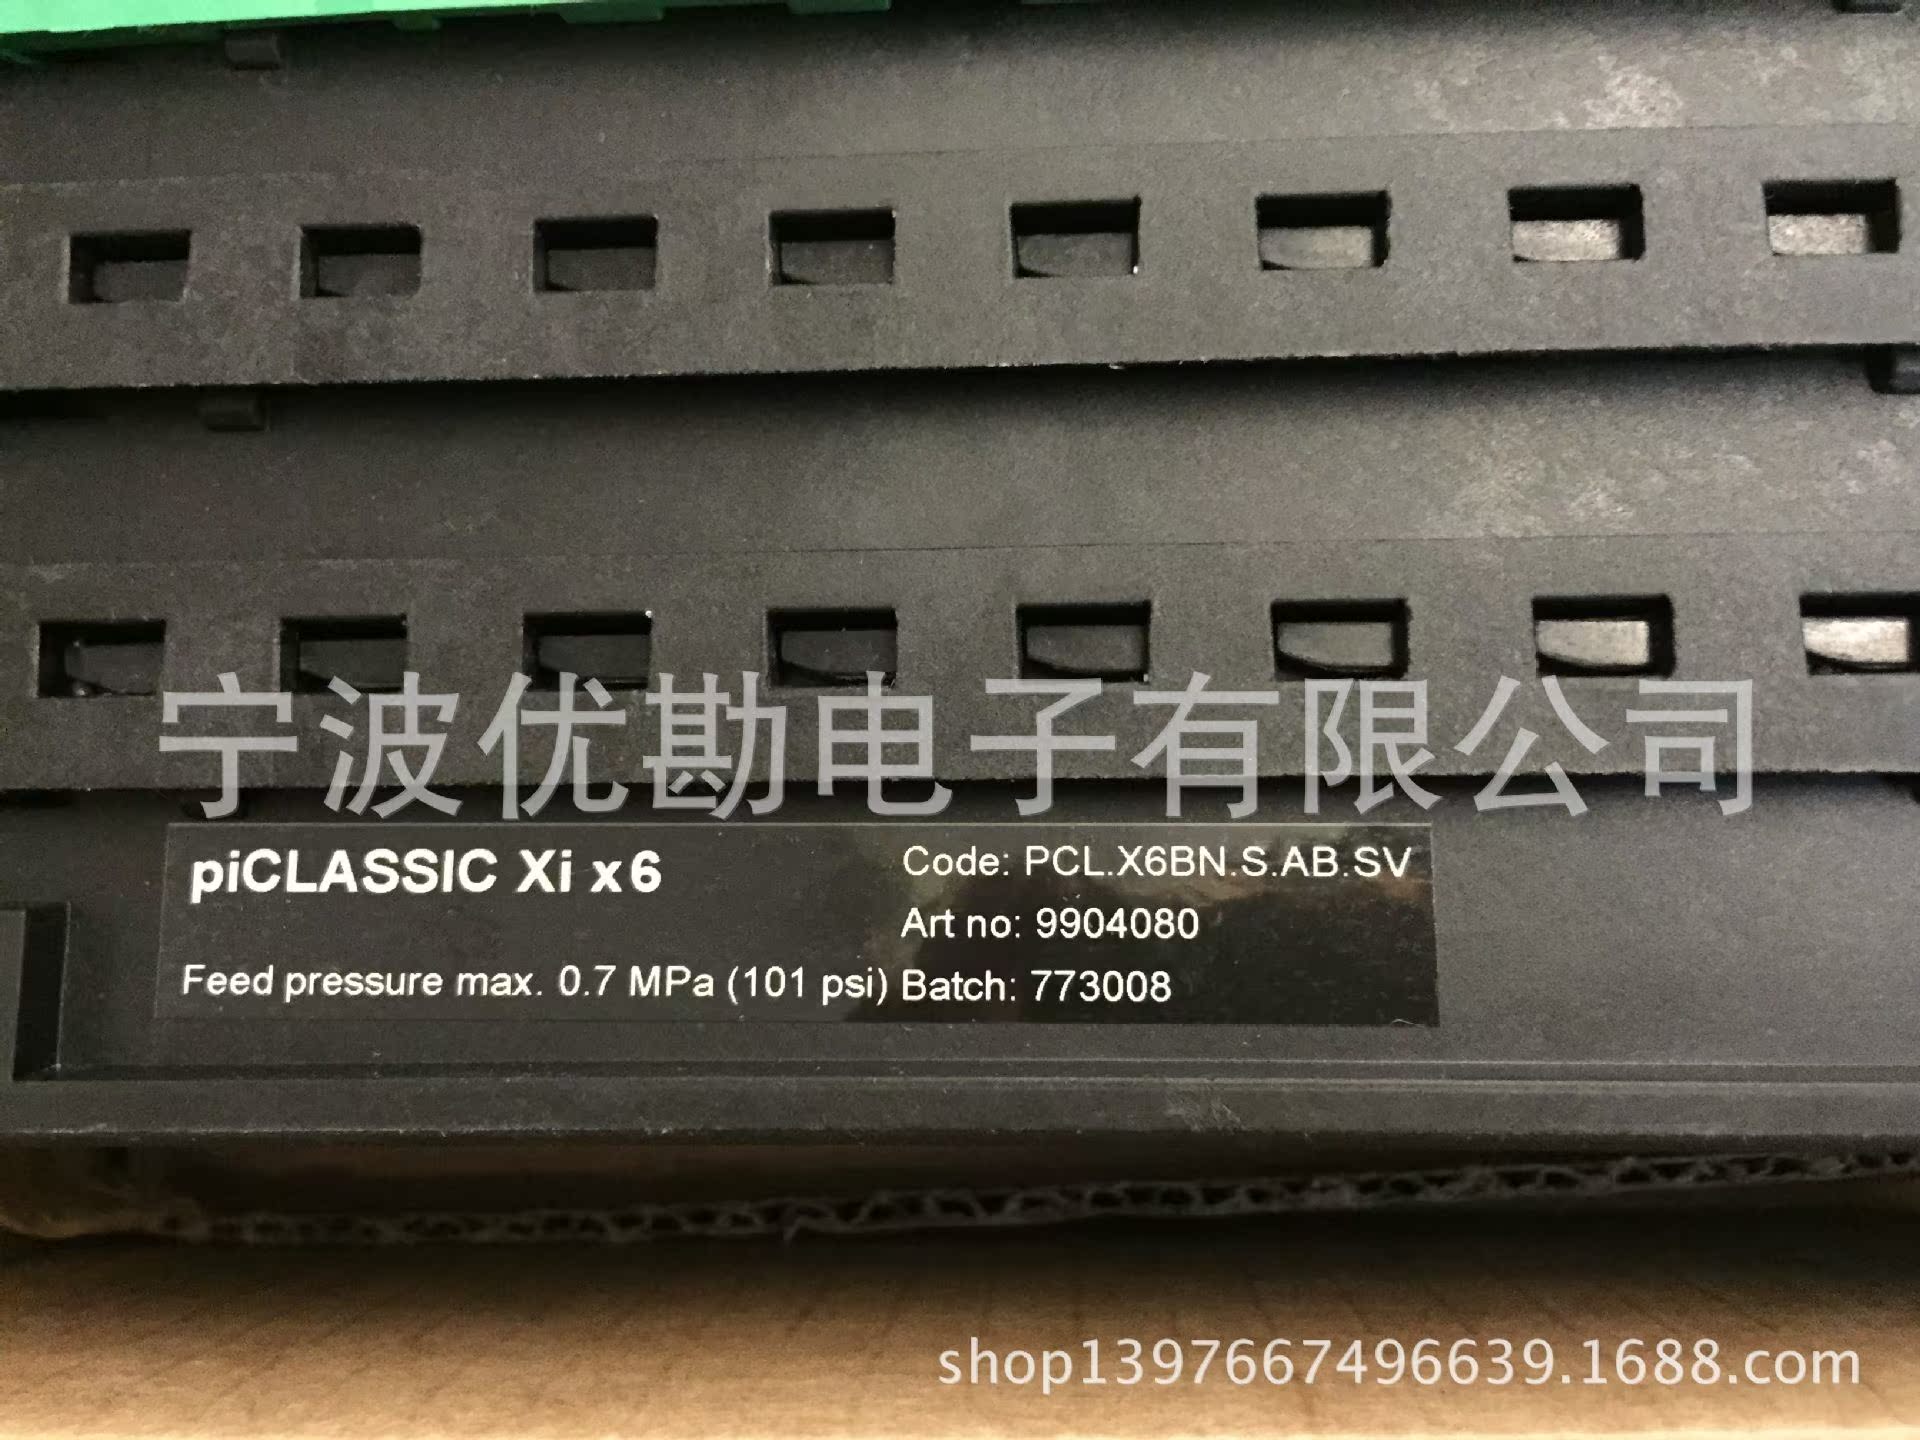 宁波优勘电子有限公司
piCLASSIC Xi x6
Code: PCL.X6BN.S.AB.SV
Art no: 9904080
Feed pressure max. 0.7 MPa (101 psi) Batch: 773008
shop1397667496639.1688.com